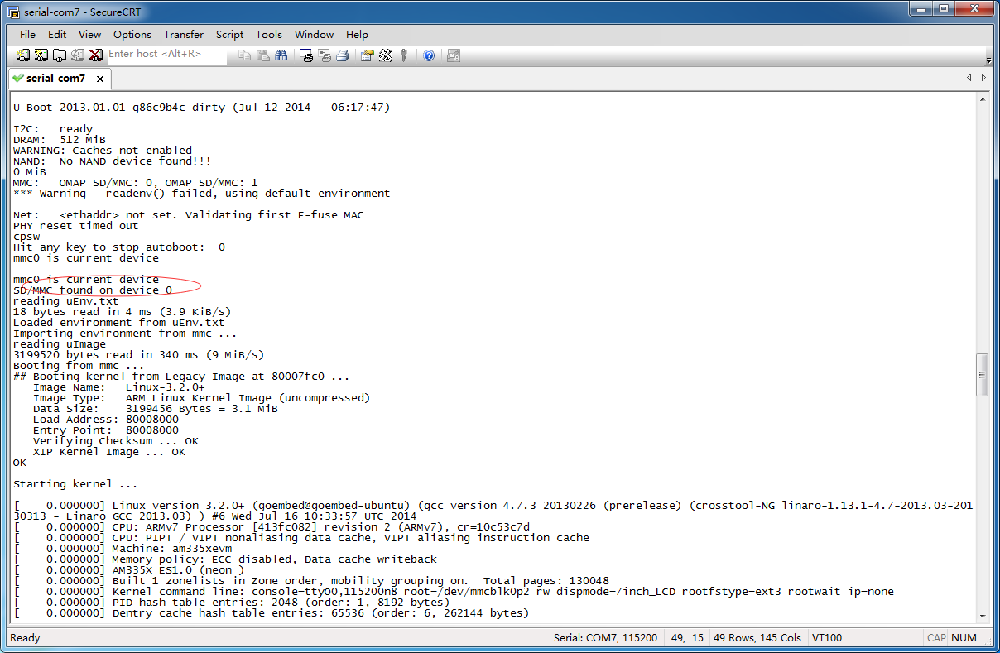 serial-com7 - SecureCRT
File Edit View Options Transfer Script Tools Window Help
Enter host <Alt+R>
serial-com7
U-Boot 2013.01.01-g86c9b4c-dirty (Jul 12 2014 - 06:17:47)
I2C:   ready
DRAM:  512 MiB
WARNING: Caches not enabled
NAND:  No NAND device found!!!
0 MiB
MMC:   OMAP SD/MMC: 0, OMAP SD/MMC: 1
*** Warning - readenv() failed, using default environment
Net:   <ethaddr> not set. Validating first E-fuse MAC
PHY reset timed out
cpsw
Hit any key to stop autoboot:  0
mmc0 is current device
mmc0 is current device
SD/MMC found on device 0
reading uEnv.txt
18 bytes read in 4 ms (3.9 KiB/s)
Loaded environment from uEnv.txt
Importing environment from mmc ...
reading uImage
3199520 bytes read in 340 ms (9 MiB/s)
Booting from mmc ...
## Booting kernel from Legacy Image at 80007fc0 ...
   Image Name:   Linux-3.2.0+
   Image Type:   ARM Linux Kernel Image (uncompressed)
   Data Size:    3199456 Bytes = 3.1 MiB
   Load Address: 80008000
   Entry Point:  80008000
   Verifying Checksum ... OK
   XIP Kernel Image ... OK
OK
Starting kernel ...
[    0.000000] Linux version 3.2.0+ (goembed@goembed-ubuntu) (gcc version 4.7.3 20130226 (prerelease) (crosstool-NG linaro-1.13.1-4.7-2013.03-201
30313 - Linaro GCC 2013.03) ) #6 Wed Jul 16 10:33:57 UTC 2014
[    0.000000] CPU: ARMv7 Processor [413fc082] revision 2 (ARMv7), cr=10c53c7d
[    0.000000] CPU: PIPT / VIPT nonaliasing data cache, VIPT aliasing instruction cache
[    0.000000] Machine: am335xevm
[    0.000000] Memory policy: ECC disabled, Data cache writeback
[    0.000000] AM335X ES1.0 (neon )
[    0.000000] Built 1 zonelists in Zone order, mobility grouping on.  Total pages: 130048
[    0.000000] Kernel command line: console=ttyO0,115200n8 root=/dev/mmcblk0p2 rw dispmode=7inch_LCD rootfstype=ext3 rootwait ip=none
[    0.000000] PID hash table entries: 2048 (order: 1, 8192 bytes)
[    0.000000] Dentry cache hash table entries: 65536 (order: 6, 262144 bytes)
Ready Serial: COM7, 115200 49, 15 49 Rows, 145 Cols VT100 CAP NUM